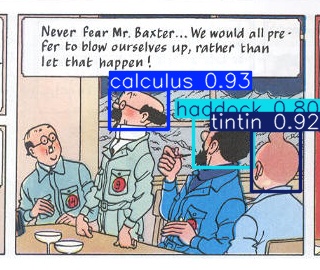 Never fear Mr. Baxter... We would all pre-
fer to blow ourselves up, rather than
let that happen!
calculus 0.93
haddock 0.80
tintin 0.92